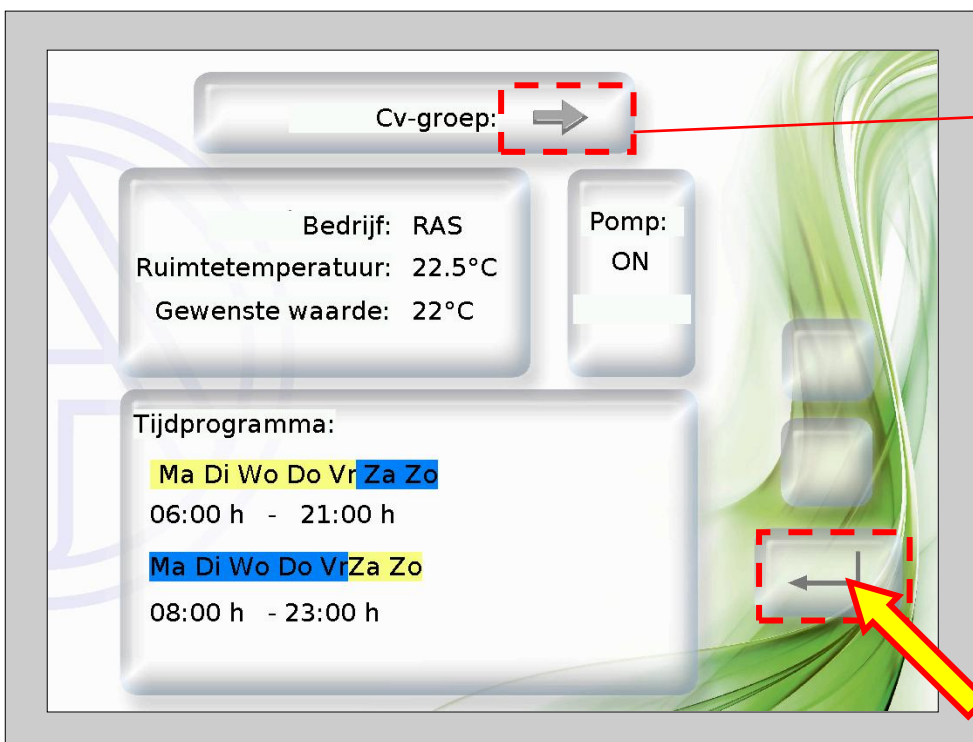 Cv-groep:
Bedrijf: RAS
Ruimtetemperatuur: 22.5°C
Gewenste waarde: 22°C
Pomp:
ON
Tijdprogramma:
Ma Di Wo Do Vr Za Zo
06:00 h - 21:00 h
Ma Di Wo Do Vr Za Zo
08:00 h - 23:00 h